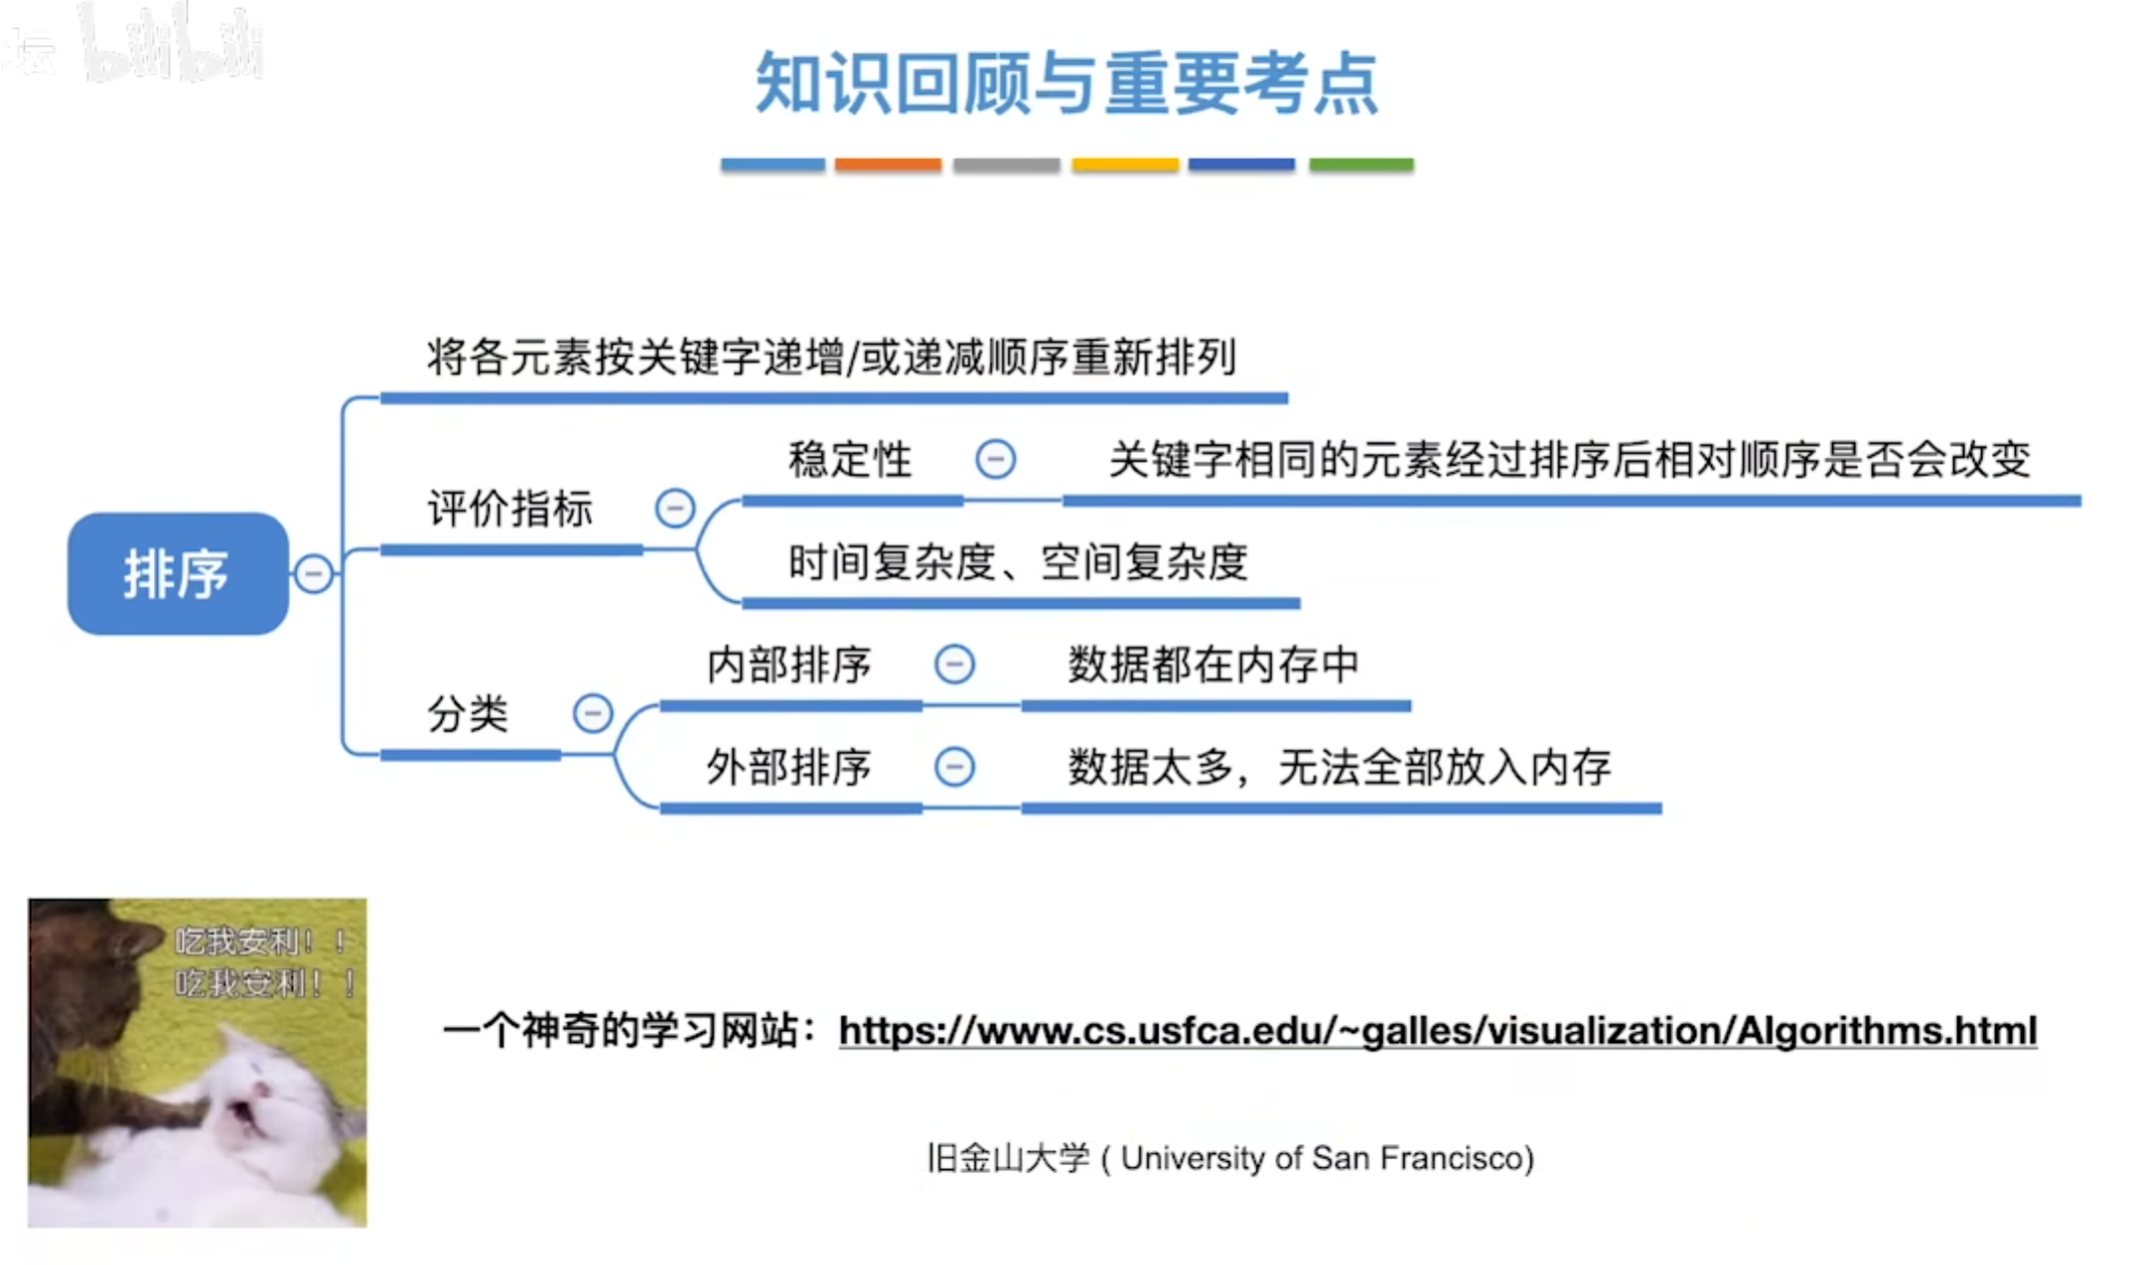 坛 bilibili
知识回顾与重要考点
将各元素按关键字递增/或递减顺序重新排列
稳定性
关键字相同的元素经过排序后相对顺序是否会改变
评价指标
时间复杂度、空间复杂度
排序
内部排序
数据都在内存中
分类
外部排序
数据太多，无法全部放入内存
吃我安利！！
吃我安利！！
一个神奇的学习网站：https://www.cs.usfca.edu/~galles/visualization/Algorithms.html
旧金山大学 ( University of San Francisco)